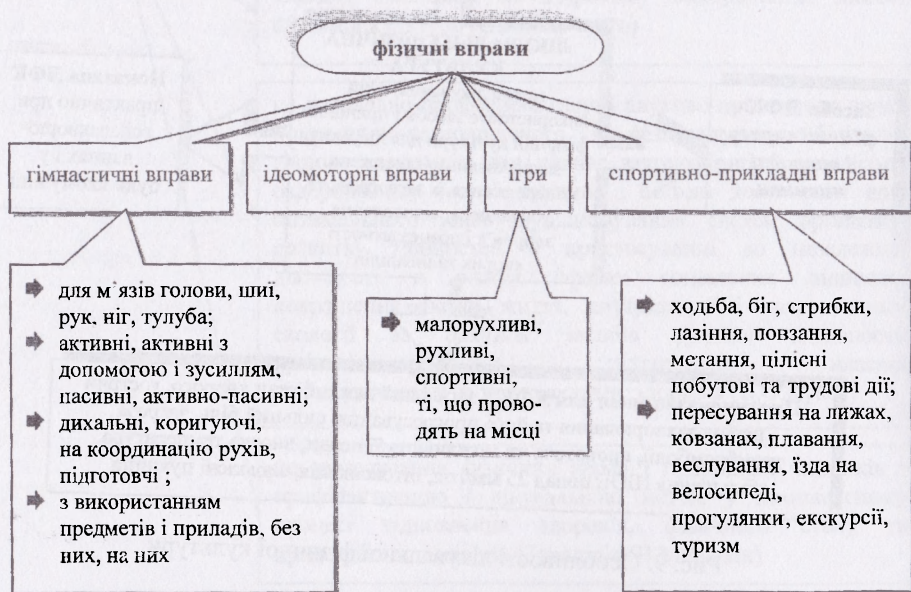 фізичні вправи
гімнастичні вправи
ідеомоторні вправи
ігри
спортивно-прикладні вправи
для м᾽язів голови, шиї,
рук, ніг, тулуба;
активні, активні з
допомогою і зусиллям,
пасивні, активно-пасивні;
дихальні, коригуючі,
на координацію рухів,
підготовчі ;
з використанням
предметів і приладів, без
них, на них
малорухливі,
рухливі,
спортивні,
ті, що прово-
дять на місці
ходьба, біг, стрибки,
лазіння, повзання,
метання, цілісні
побутові та трудові дії;
пересування на лижах,
ковзанах, плавання,
веслування, їзда на
велосипеді,
прогулянки, екскурсії,
туризм